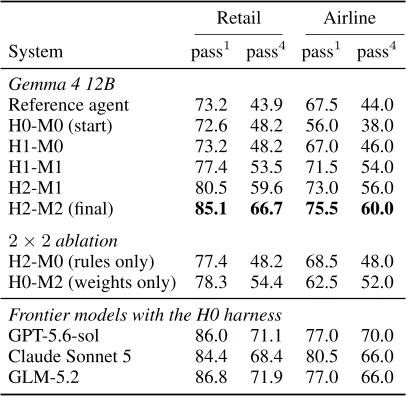 Retail Airline
System pass¹ pass⁴ pass¹ pass⁴
Gemma 4 12B
Reference agent 73.2 43.9 67.5 44.0
H0-M0 (start) 72.6 48.2 56.0 38.0
H1-M0 73.2 48.2 67.0 46.0
H1-M1 77.4 53.5 71.5 54.0
H2-M1 80.5 59.6 73.0 56.0
H2-M2 (final) 85.1 66.7 75.5 60.0
2 × 2 ablation
H2-M0 (rules only) 77.4 48.2 68.5 48.0
H0-M2 (weights only) 78.3 54.4 62.5 52.0
Frontier models with the H0 harness
GPT-5.6-sol 86.0 71.1 77.0 70.0
Claude Sonnet 5 84.4 68.4 80.5 66.0
GLM-5.2 86.8 71.9 77.0 66.0